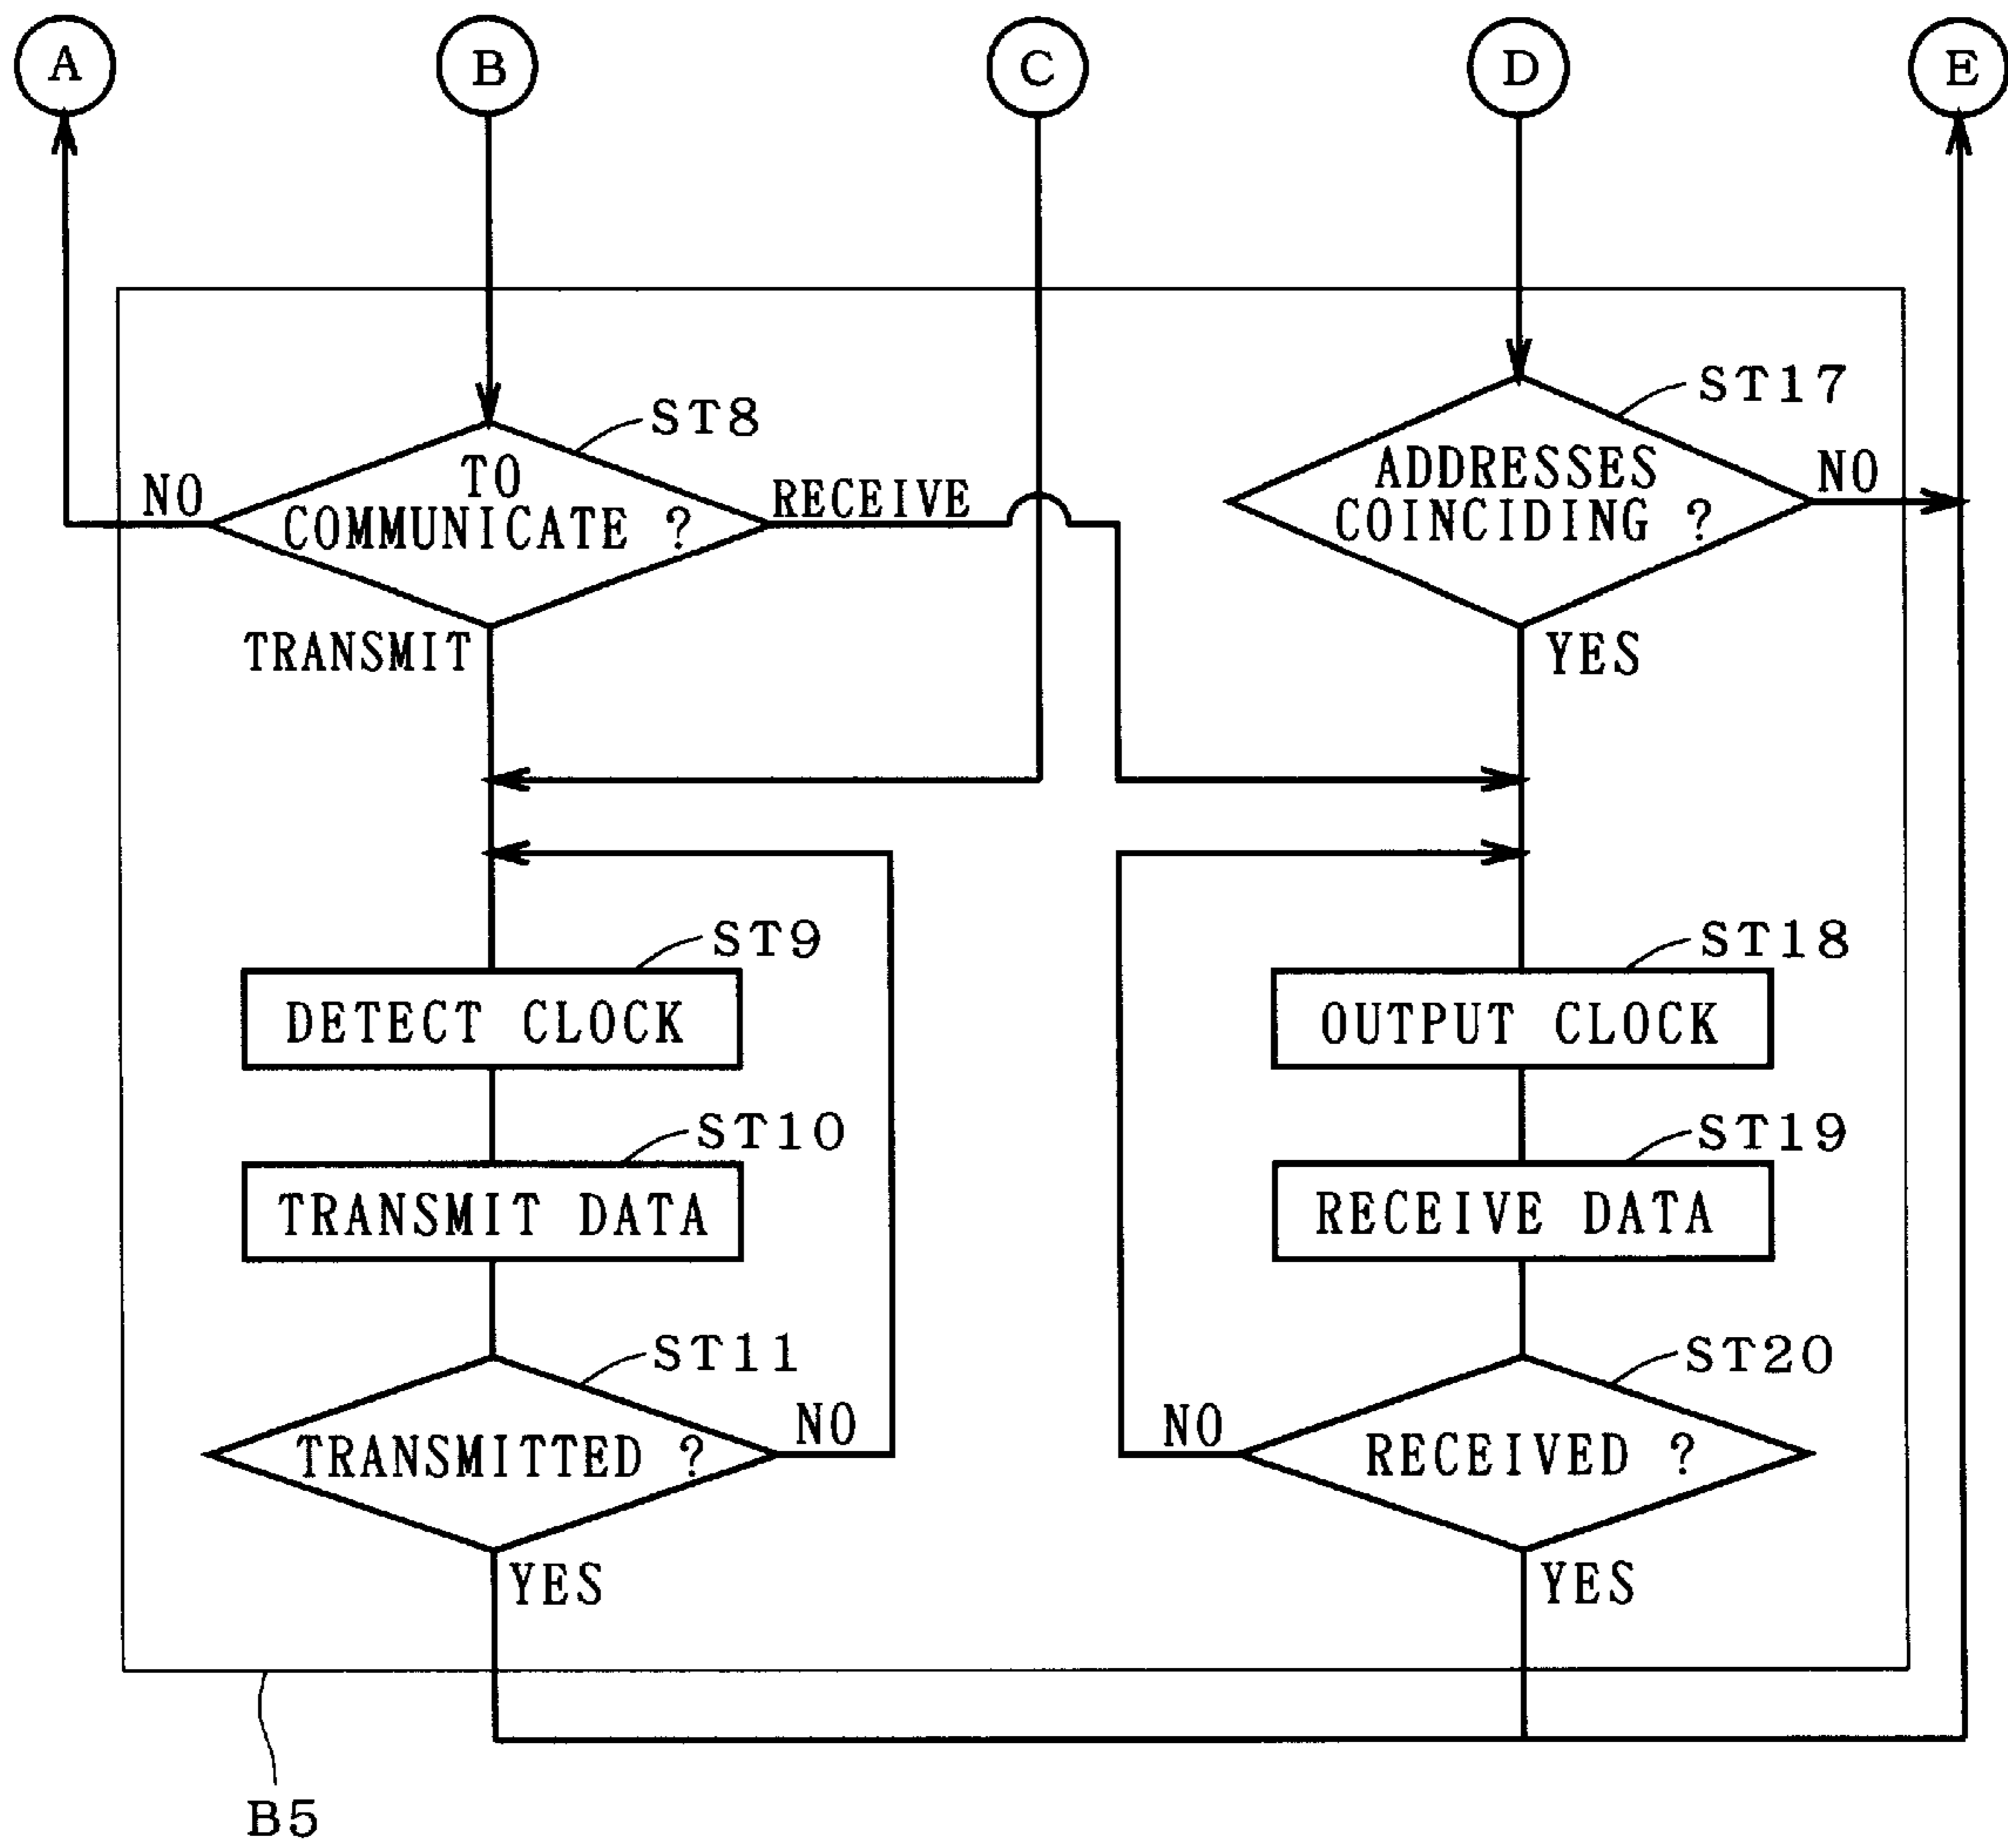 A
B
C
D
E
ST8
TO
COMMUNICATE ?
NO
RECEIVE
TRANSMIT
ST17
ADDRESSES
COINCIDING ?
NO
YES
ST9
DETECT CLOCK
ST10
TRANSMIT DATA
ST11
TRANSMITTED ?
NO
YES
ST18
OUTPUT CLOCK
ST19
RECEIVE DATA
ST20
RECEIVED ?
NO
YES
B5